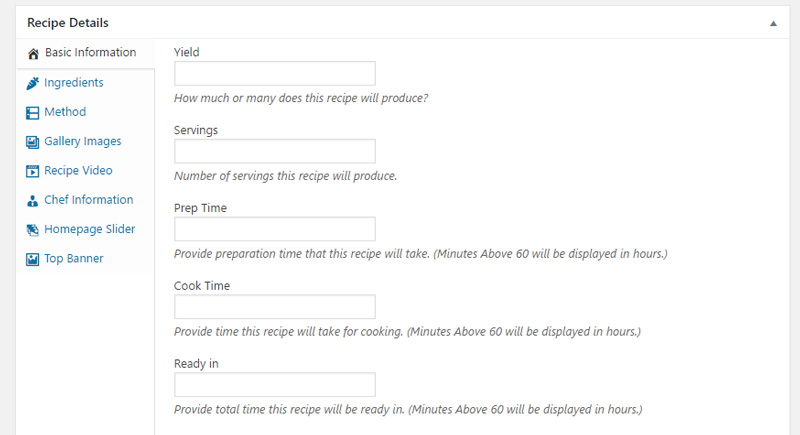 Recipe Details
Basic Information
Ingredients
Method
Gallery Images
Recipe Video
Chef Information
Homepage Slider
Top Banner
Yield
How much or many does this recipe will produce?
Servings
Number of servings this recipe will produce.
Prep Time
Provide preparation time that this recipe will take. (Minutes Above 60 will be displayed in hours.)
Cook Time
Provide time this recipe will take for cooking. (Minutes Above 60 will be displayed in hours.)
Ready in
Provide total time this recipe will be ready in. (Minutes Above 60 will be displayed in hours.)